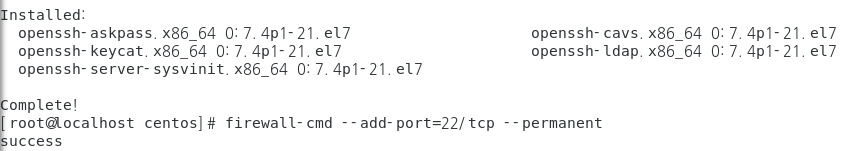 Installed:
openssh-askpass.x86_64 0:7.4p1-21.el7 openssh-cavs.x86_64 0:7.4p1-21.el7
openssh-keycat.x86_64 0:7.4p1-21.el7 openssh-ldap.x86_64 0:7.4p1-21.el7
openssh-server-sysvinit.x86_64 0:7.4p1-21.el7
Complete!
[root@localhost centos]# firewall-cmd --add-port=22/tcp --permanent
success